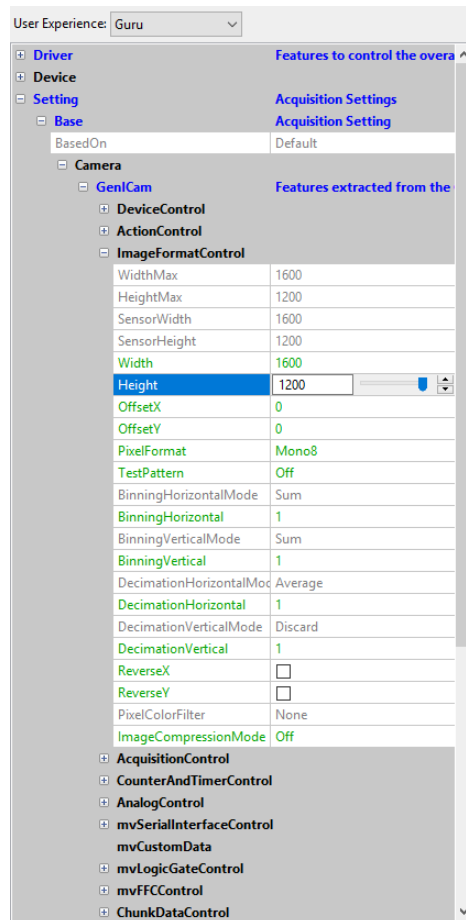 User Experience: Guru
Driver Features to control the overa
Device
Setting Acquisition Settings
Base Acquisition Setting
BasedOn Default
Camera
GenICam Features extracted from the
DeviceControl
ActionControl
ImageFormatControl
WidthMax 1600
HeightMax 1200
SensorWidth 1600
SensorHeight 1200
Width 1600
Height 1200
OffsetX 0
OffsetY 0
PixelFormat Mono8
TestPattern Off
BinningHorizontalMode Sum
BinningHorizontal 1
BinningVerticalMode Sum
BinningVertical 1
DecimationHorizontalMod Average
DecimationHorizontal 1
DecimationVerticalMode Discard
DecimationVertical 1
ReverseX
ReverseY
PixelColorFilter None
ImageCompressionMode Off
AcquisitionControl
CounterAndTimerControl
AnalogControl
mvSerialInterfaceControl
mvCustomData
mvLogicGateControl
mvFFCControl
ChunkDataControl